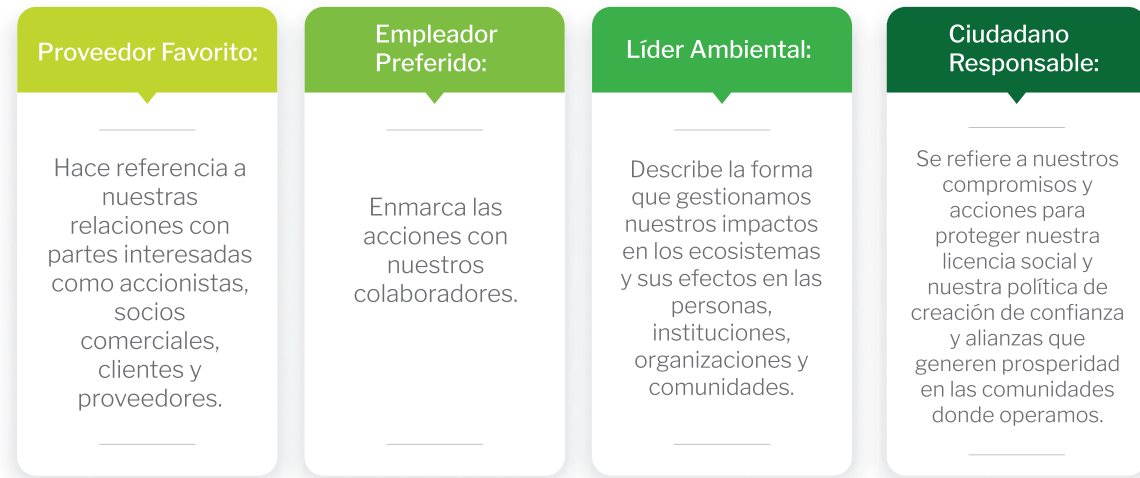 Proveedor Favorito:
Hace referencia a
nuestras
relaciones con
partes interesadas
como accionistas,
socios
comerciales,
clientes y
proveedores.
Empleador
Preferido:
Enmarca las
acciones con
nuestros
colaboradores.
Líder Ambiental:
Describe la forma
que gestionamos
nuestros impactos
en los ecosistemas
y sus efectos en las
personas,
instituciones,
organizaciones y
comunidades.
Ciudadano
Responsable:
Se refiere a nuestros
compromisos y
acciones para
proteger nuestra
licencia social y
nuestra política de
creación de confianza
y alianzas que
generen prosperidad
en las comunidades
donde operamos.